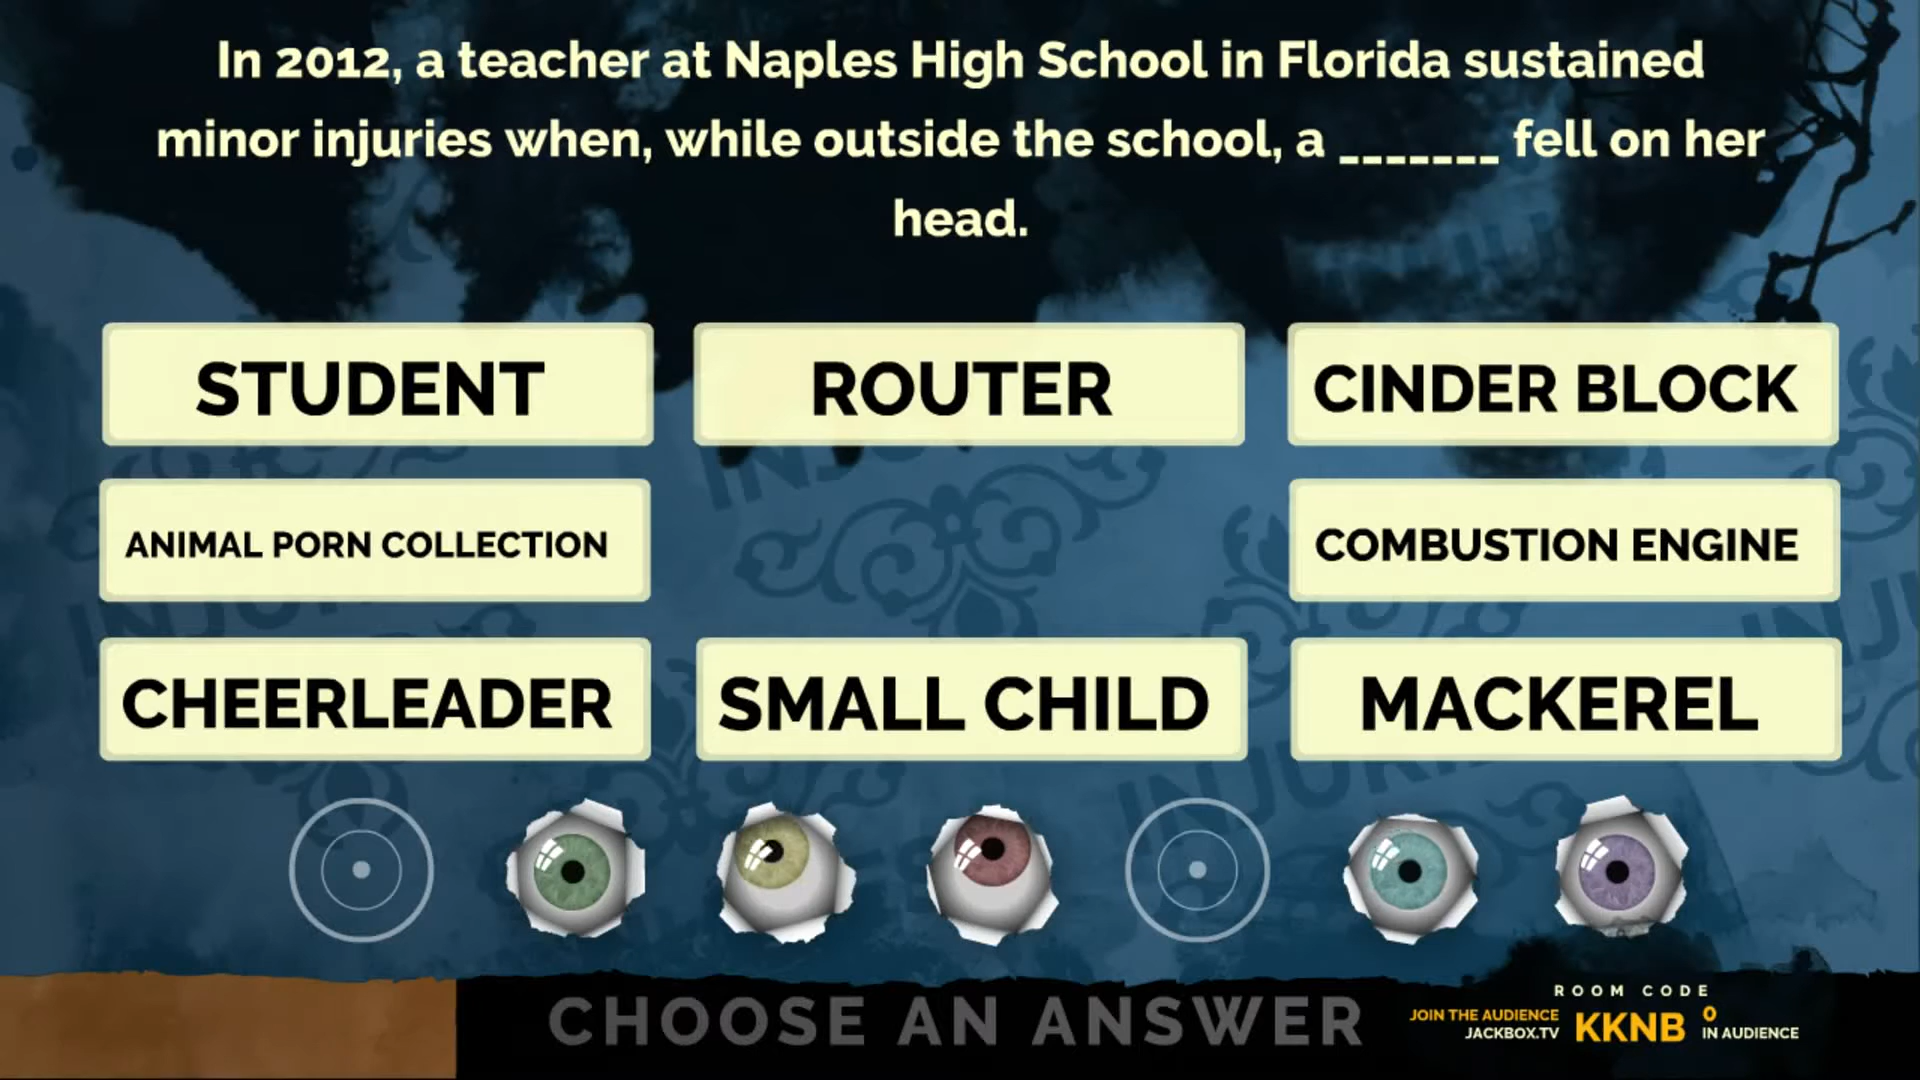 In 2012, a teacher at Naples High School in Florida sustained
minor injuries when, while outside the school, a _______ fell on her
head.
STUDENT
ROUTER
CINDER BLOCK
ANIMAL PORN COLLECTION
COMBUSTION ENGINE
CHEERLEADER
SMALL CHILD
MACKEREL
CHOOSE AN ANSWER
ROOM CODE
JOIN THE AUDIENCE
JACKBOX.TV
KKNB
0
IN AUDIENCE